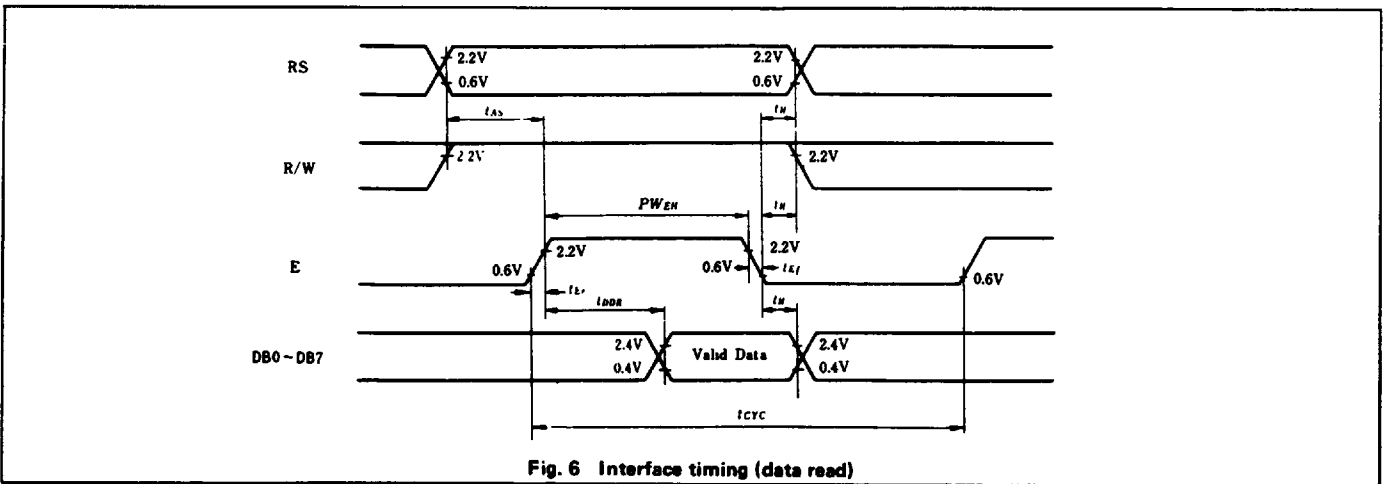 RS
2.2V
2.2V
0.6V
0.6V
tAS
tH
R/W
2.2V
2.2V
PWEH
tH
E
2.2V
2.2V
0.6V
0.6V
tEf
0.6V
tEr
tDDR
tH
DB0~DB7
2.4V
Valid Data
2.4V
0.4V
0.4V
tCYC
Fig. 6 Interface timing (data read)